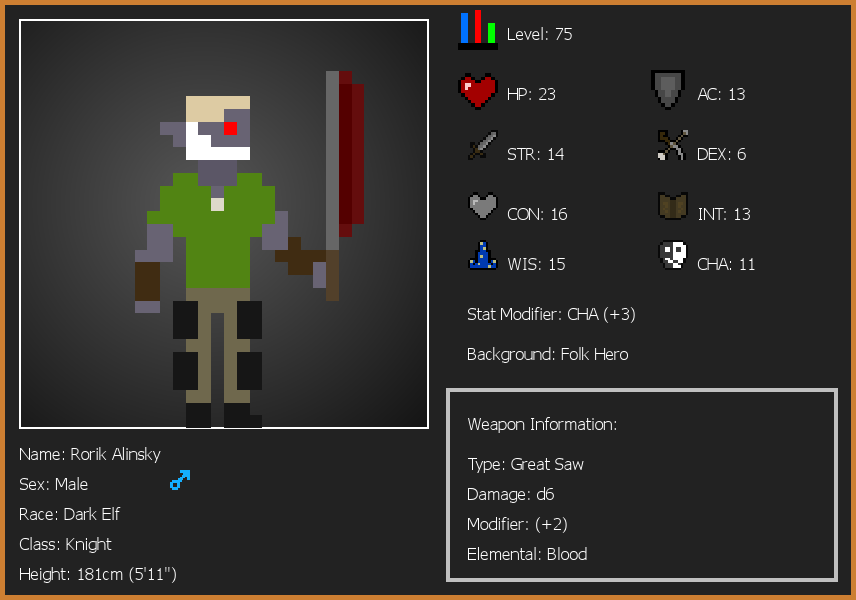 Level: 75
HP: 23
AC: 13
STR: 14
DEX: 6
CON: 16
INT: 13
WIS: 15
CHA: 11
Stat Modifier: CHA (+3)
Background: Folk Hero
Weapon Information:
Type: Great Saw
Damage: d6
Modifier: (+2)
Elemental: Blood
Name: Rorik Alinsky
Sex: Male
Race: Dark Elf
Class: Knight
Height: 181cm (5'11")